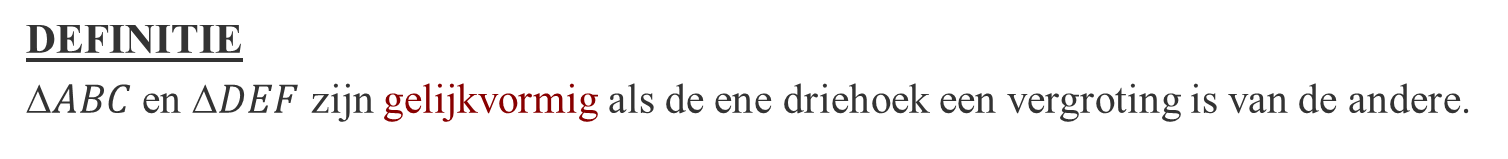 DEFINITIE
ΔABC en ΔDEF zijn gelijkvormig als de ene driehoek een vergroting is van de andere.